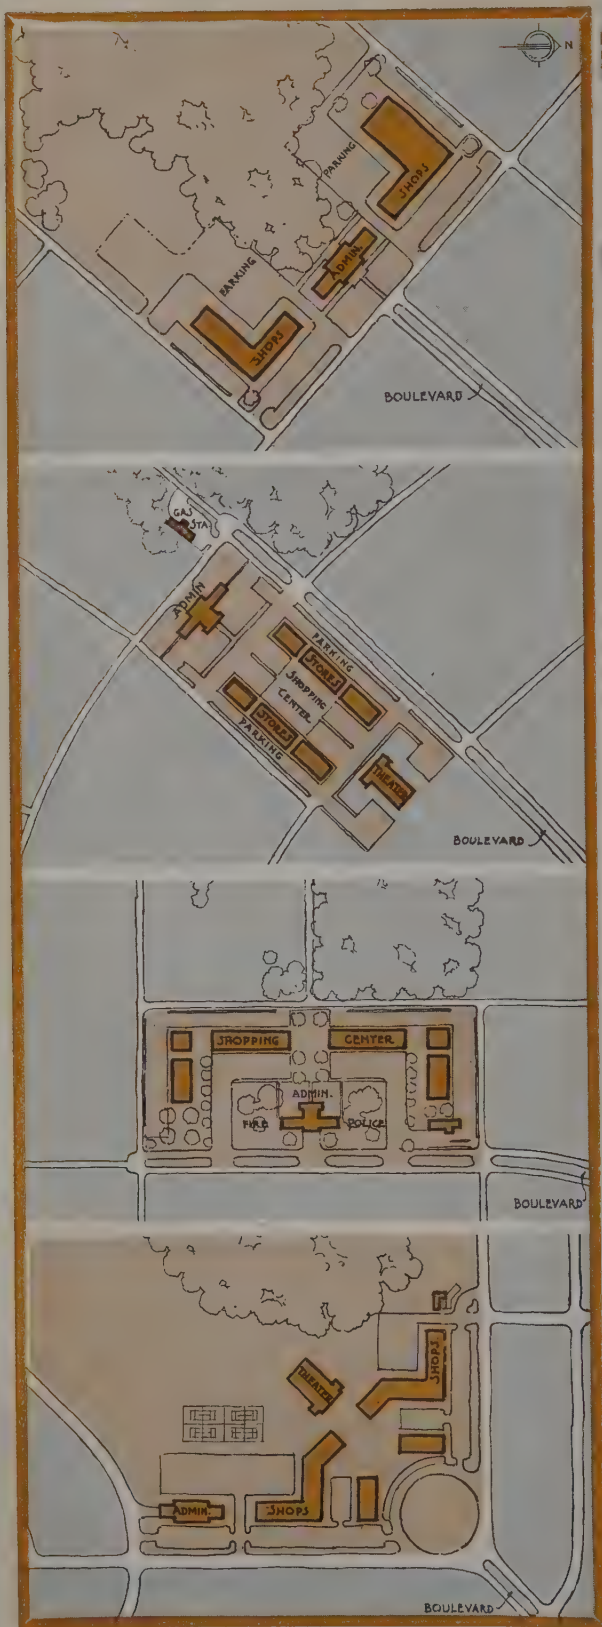 N
PARKING
SHOPS
ADMIN.
PARKING
SHOPS
BOULEVARD
GAS
STA.
ADMIN
PARKING
STORES
SHOPPING
CENTER
STORES
PARKING
THEATER
BOULEVARD
SHOPPING
CENTER
ADMIN.
FIRE
POLICE
BOULEVARD
SHOPS
THEATER
ADMIN.
SHOPS
BOULEVARD